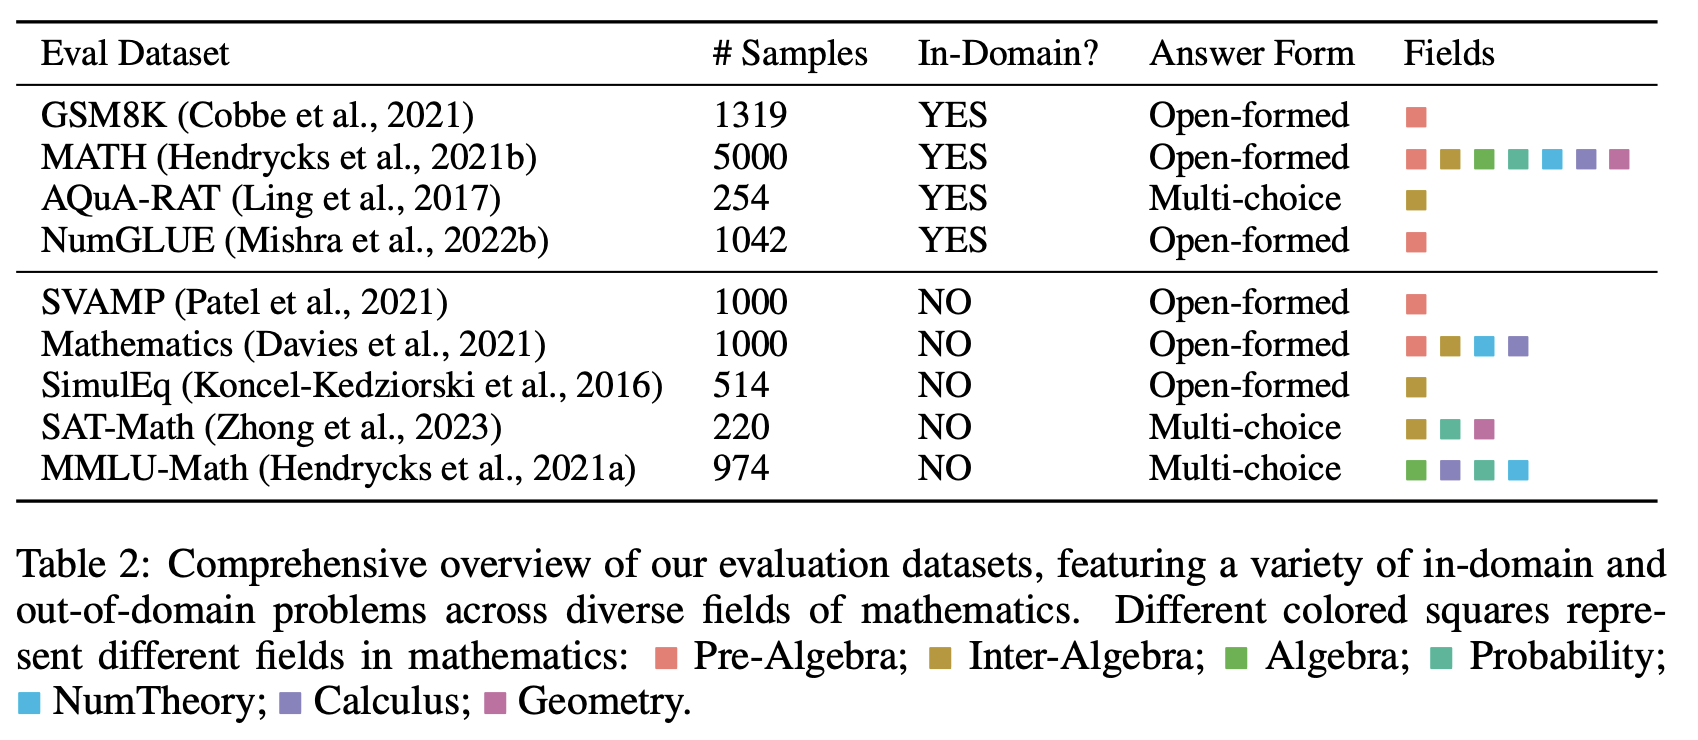 Eval Dataset # Samples In-Domain? Answer Form Fields
GSM8K (Cobbe et al., 2021) 1319 YES Open-formed
MATH (Hendrycks et al., 2021b) 5000 YES Open-formed
AQuA-RAT (Ling et al., 2017) 254 YES Multi-choice
NumGLUE (Mishra et al., 2022b) 1042 YES Open-formed
SVAMP (Patel et al., 2021) 1000 NO Open-formed
Mathematics (Davies et al., 2021) 1000 NO Open-formed
SimulEq (Koncel-Kedziorski et al., 2016) 514 NO Open-formed
SAT-Math (Zhong et al., 2023) 220 NO Multi-choice
MMLU-Math (Hendrycks et al., 2021a) 974 NO Multi-choice
Table 2: Comprehensive overview of our evaluation datasets, featuring a variety of in-domain and
out-of-domain problems across diverse fields of mathematics. Different colored squares repre-
sent different fields in mathematics: Pre-Algebra; Inter-Algebra; Algebra; Probability;
NumTheory; Calculus; Geometry.